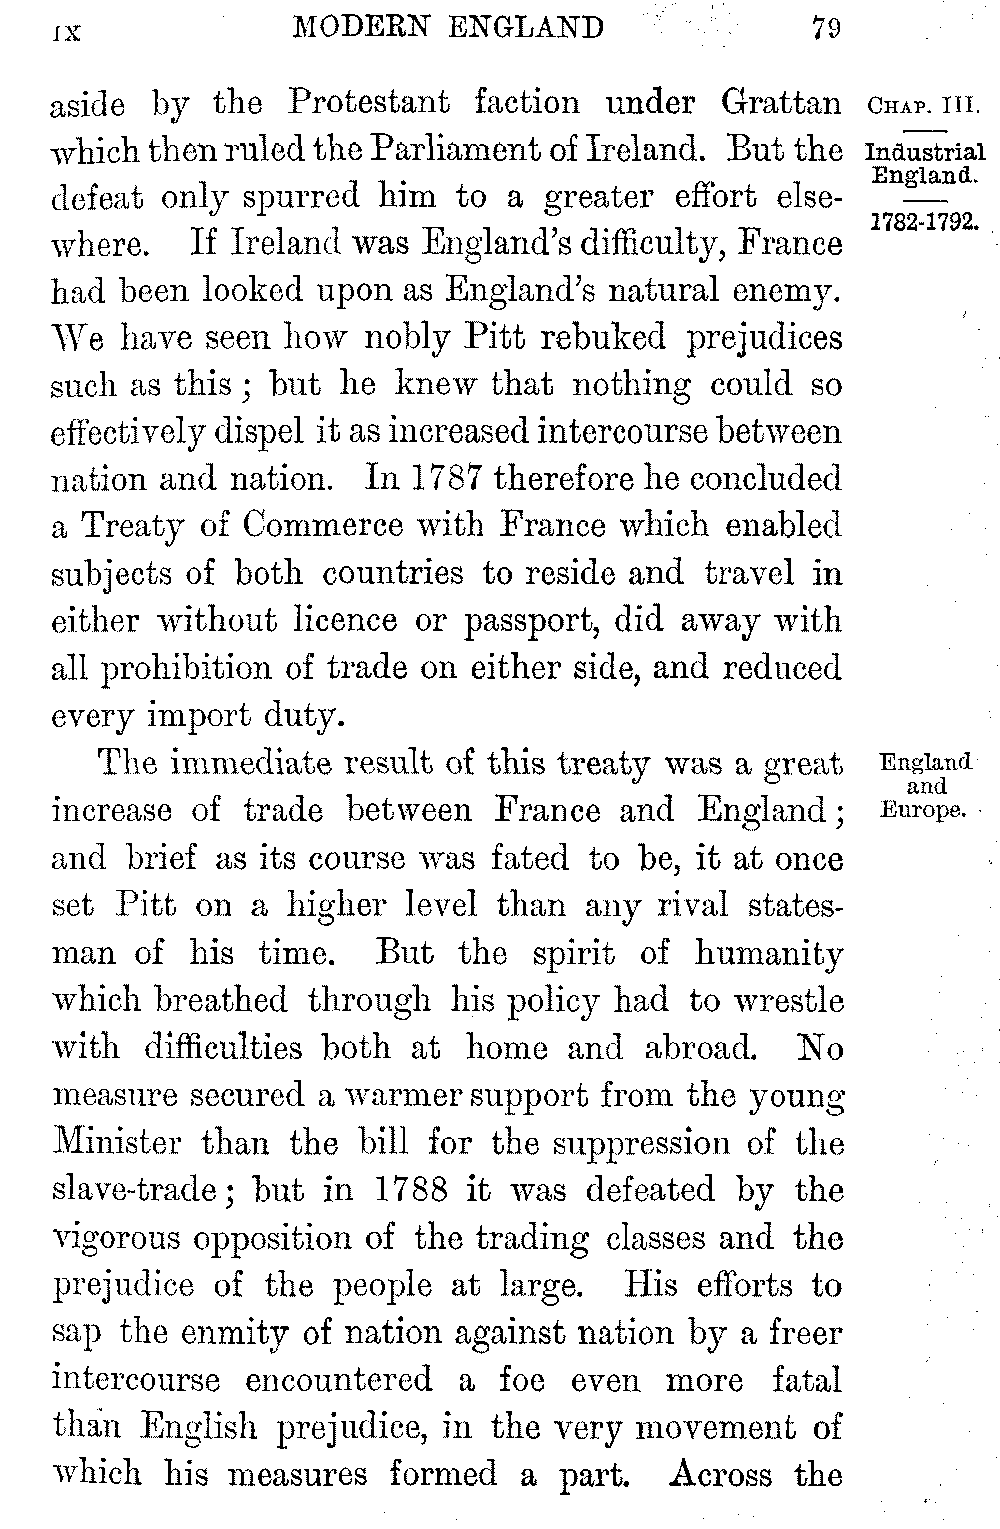 IX MODERN ENGLAND 79
aside by the Protestant faction under Grattan
which then ruled the Parliament of Ireland. But the
defeat only spurred him to a greater effort else-
where. If Ireland was England's difficulty, France
had been looked upon as England's natural enemy.
We have seen how nobly Pitt rebuked prejudices
such as this; but he knew that nothing could so
effectively dispel it as increased intercourse between
nation and nation. In 1787 therefore he concluded
a Treaty of Commerce with France which enabled
subjects of both countries to reside and travel in
either without licence or passport, did away with
all prohibition of trade on either side, and reduced
every import duty.
The immediate result of this treaty was a great
increase of trade between France and England;
and brief as its course was fated to be, it at once
set Pitt on a higher level than any rival states-
man of his time. But the spirit of humanity
which breathed through his policy had to wrestle
with difficulties both at home and abroad. No
measure secured a warmer support from the young
Minister than the bill for the suppression of the
slave-trade; but in 1788 it was defeated by the
vigorous opposition of the trading classes and the
prejudice of the people at large. His efforts to
sap the enmity of nation against nation by a freer
intercourse encountered a foe even more fatal
than English prejudice, in the very movement of
which his measures formed a part. Across the
CHAP. III.
Industrial
England.
1782-1792.
England
and
Europe.